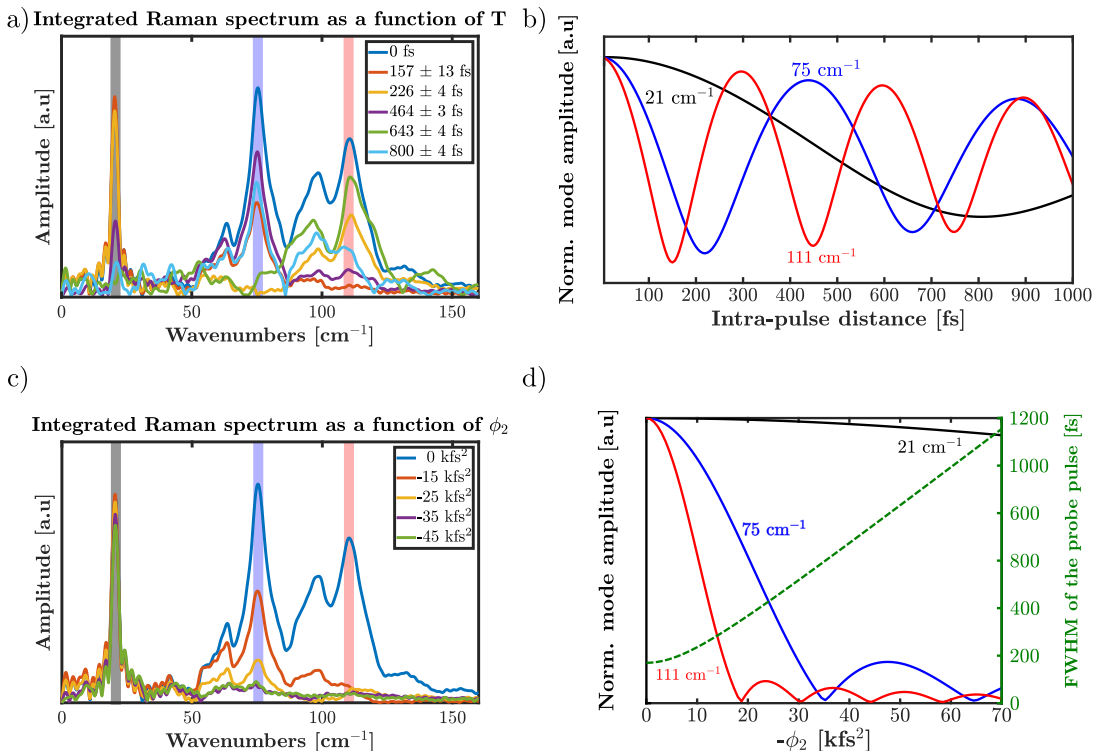 a) Integrated Raman spectrum as a function of T
Amplitude [a.u]
0 fs
157 ± 13 fs
226 ± 4 fs
464 ± 3 fs
643 ± 4 fs
800 ± 4 fs
0 50 100 150
Wavenumbers [cm⁻¹]
b)
Norm. mode amplitude [a.u]
75 cm⁻¹
21 cm⁻¹
111 cm⁻¹
100 200 300 400 500 600 700 800 900 1000
Intra-pulse distance [fs]
c)
Integrated Raman spectrum as a function of ϕ₂
Amplitude [a.u]
0 kfs²
-15 kfs²
-25 kfs²
-35 kfs²
-45 kfs²
0 50 100 150
Wavenumbers [cm⁻¹]
d)
Norm. mode amplitude [a.u]
21 cm⁻¹
75 cm⁻¹
111 cm⁻¹
1200
1000
600
800
400
200
0
FWHM of the probe pulse [fs]
0 10 20 30 40 50 60 70
-ϕ₂ [kfs²]